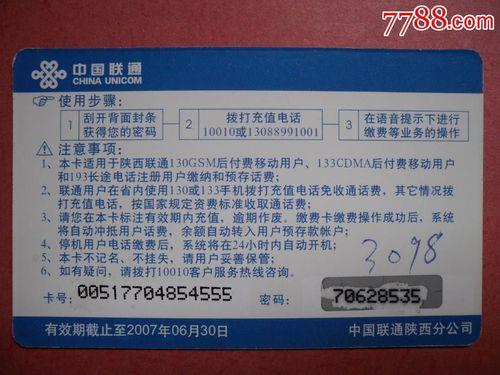 7788.com
中国联通
CHINA UNICOM
使用步骤：
1 刮开背面封条 2 拨打充值电话 3 在语音提示下进行
获得您的密码 10010或13088991001 缴费等业务的操作
注意事项：
1、本卡适用于陕西联通130GSM后付费移动用户、133CDMA后付费移动用户
和193长途电话注册用户缴纳和预存话费；
2、联通用户在省内使用130或133手机拨打充值电话免收通话费，其它情况拨
打充值电话，按国家规定资费标准收取通话费；
3、请您在本卡标注有效期内充值，逾期作废。缴费卡缴费操作成功后，系统
将自动冲抵用户话费，余额自动转入用户预存款帐户；
4、停机用户电话缴费后，系统将在24小时内自动开机；
5、本卡不记名、不挂失，请用户妥善保管；
6、如有疑问，请拨打10010客户服务热线咨询。
3098
卡号： 00517704854555 密码： 70628535
有效期截止至2007年06月30日 中国联通陕西分公司